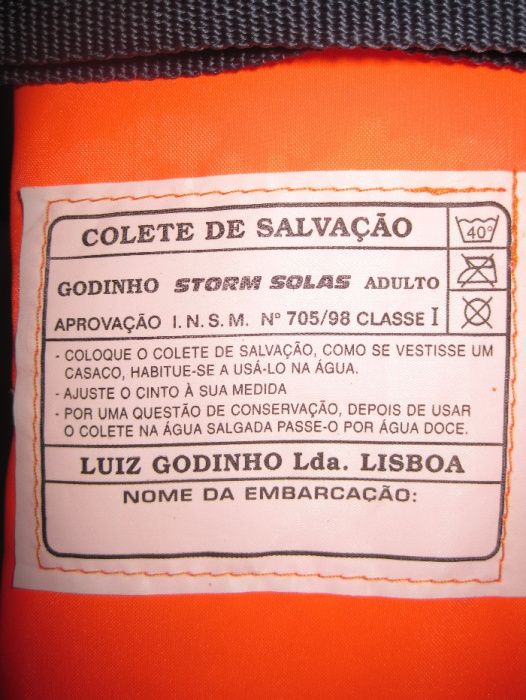 COLETE DE SALVAÇÃO
40°
GODINHO STORM SOLAS ADULTO
APROVAÇÃO I.N.S.M. Nº 705/98 CLASSE I
- COLOQUE O COLETE DE SALVAÇÃO, COMO SE VESTISSE UM
CASACO, HABITUE-SE A USÁ-LO NA ÁGUA.
- AJUSTE O CINTO À SUA MEDIDA
- POR UMA QUESTÃO DE CONSERVAÇÃO, DEPOIS DE USAR
O COLETE NA ÁGUA SALGADA PASSE-O POR ÁGUA DOCE.
LUIZ GODINHO Lda. LISBOA
NOME DA EMBARCAÇÃO: